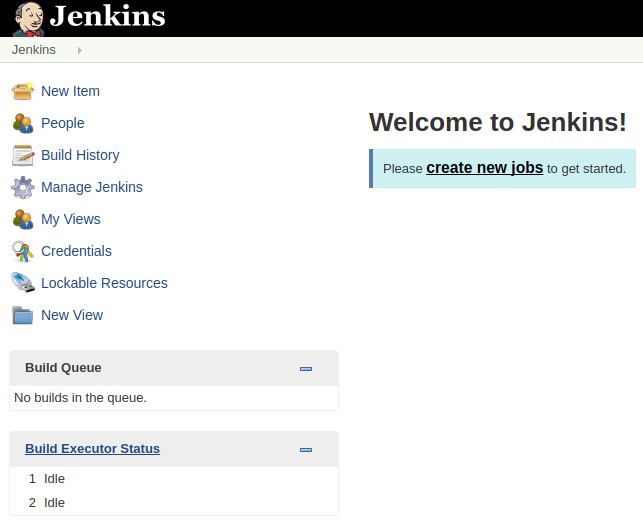 Jenkins
Jenkins
New Item
People
Build History
Manage Jenkins
My Views
Credentials
Lockable Resources
New View
Build Queue
No builds in the queue.
Build Executor Status
1 Idle
2 Idle
Welcome to Jenkins!
Please create new jobs to get started.